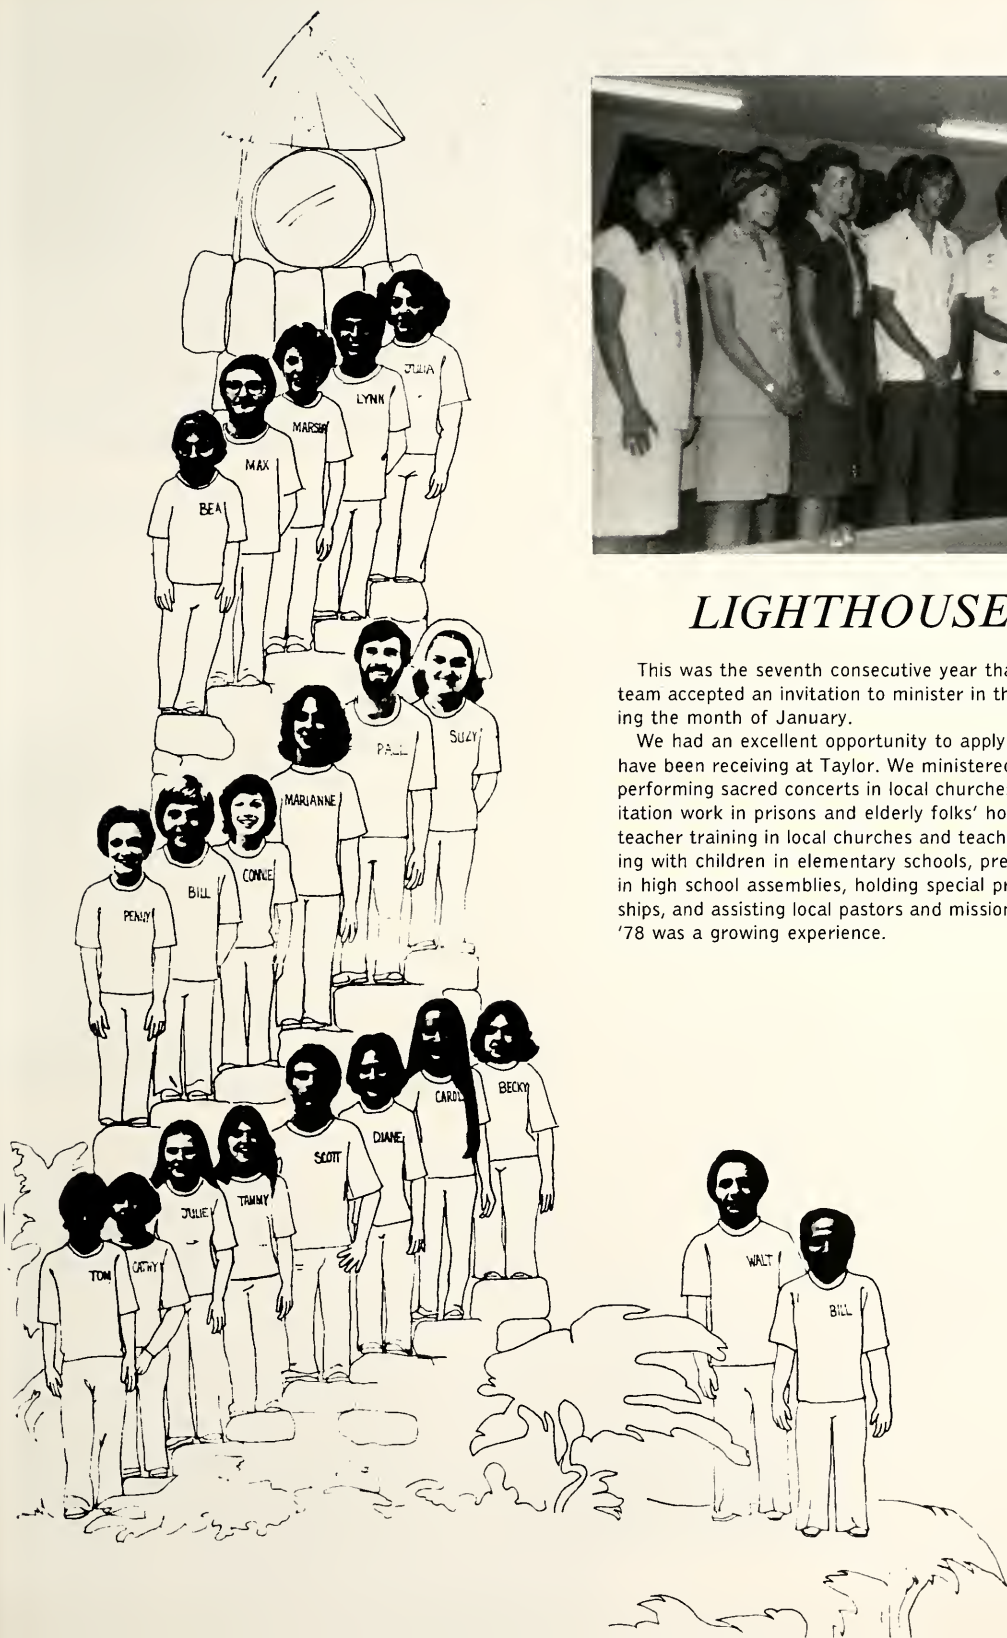 JULIA
LYNN
MARSHA
MAX
BEA
SUZY
MARIANNE
CONNIE
BILL
PENNY
BECKY
CAROL
DIANE
SCOTT
TAMMY
JULIE
CATHY
TOM
WALT
BILL
LIGHTHOUSE
This was the seventh consecutive year tha
team accepted an invitation to minister in th
ing the month of January.
We had an excellent opportunity to apply
have been receiving at Taylor. We ministered
performing sacred concerts in local churche
itation work in prisons and elderly folks' ho
teacher training in local churches and teach
ing with children in elementary schools, pre
in high school assemblies, holding special pr
ships, and assisting local pastors and mission
'78 was a growing experience.